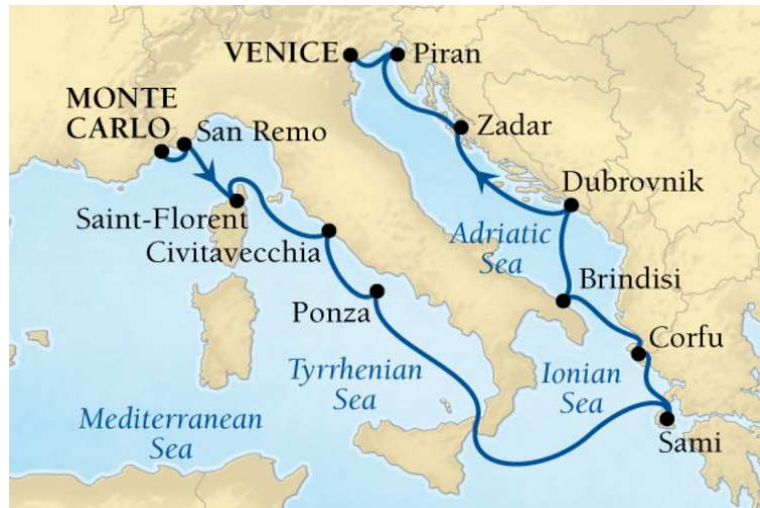 VENICE
Piran
MONTE
CARLO
San Remo
Zadar
Saint-Florent
Civitavecchia
Dubrovnik
Adriatic
Sea
Brindisi
Ponza
Corfu
Tyrrhenian
Sea
Ionian
Sea
Mediterranean
Sea
Sami